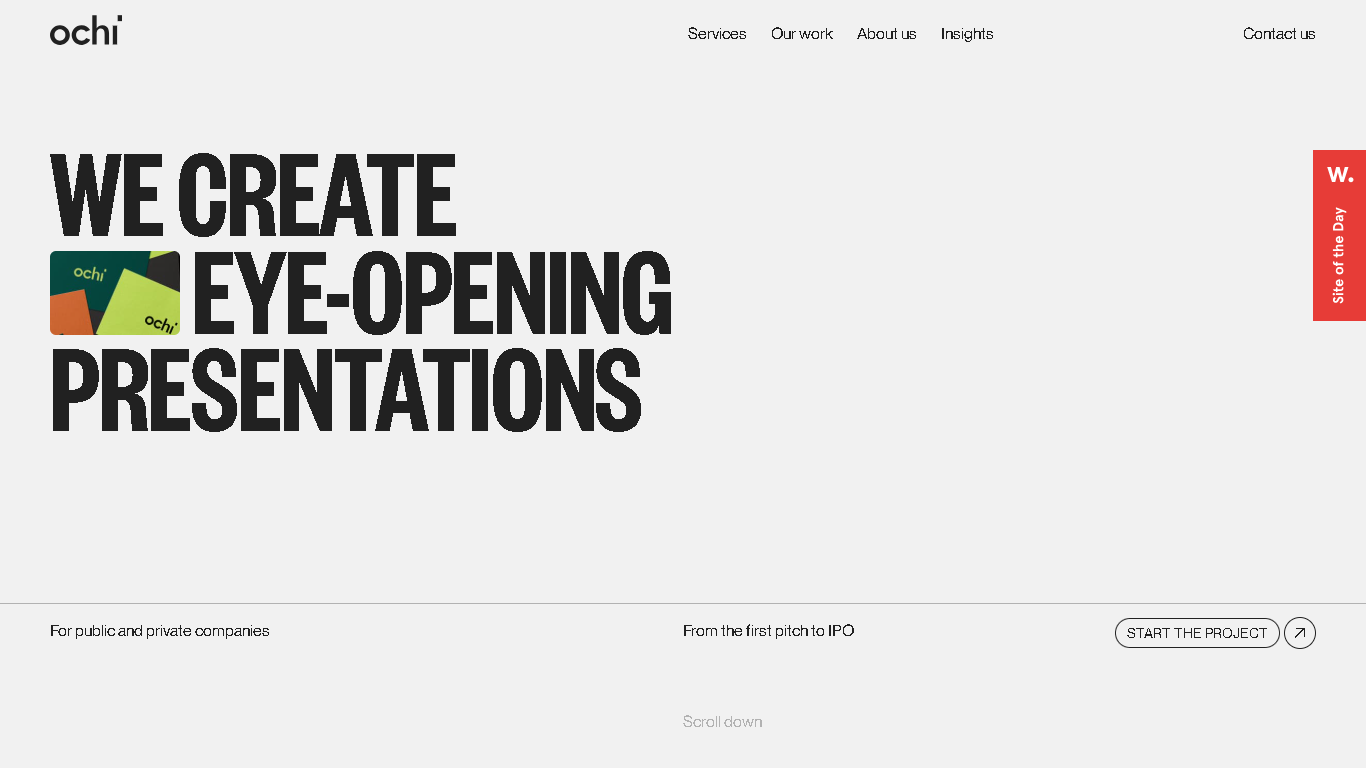 ochi
Services
Our work
About us
Insights
Contact us
WE CREATE
ochi
ochi
EYE-OPENING
PRESENTATIONS
W.
Site of the Day
For public and private companies
From the first pitch to IPO
START THE PROJECT
Scroll down